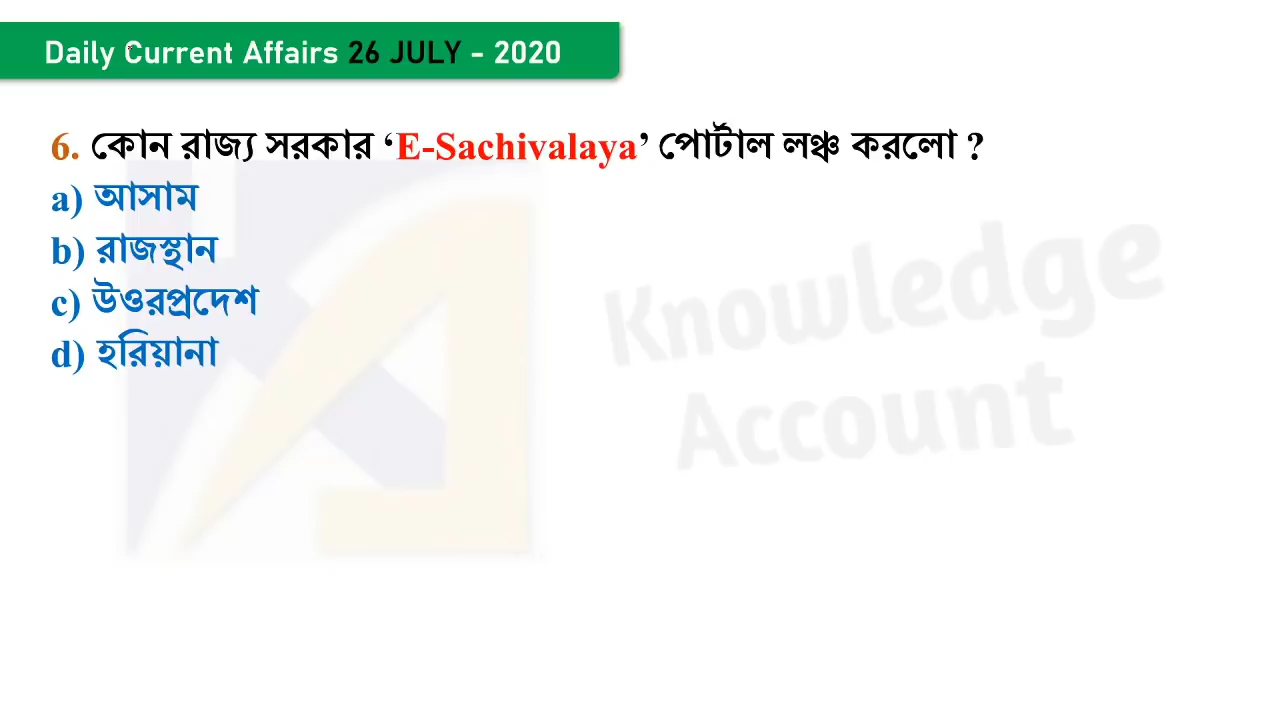 Daily Current Affairs 26 JULY - 2020
6. কোন রাজ্য সরকার ‘E-Sachivalaya’ পোর্টাল লঞ্চ করলো ?
a) আসাম
b) রাজস্থান
c) উওরপ্রদেশ
d) হরিয়ানা
Knowledge
Account